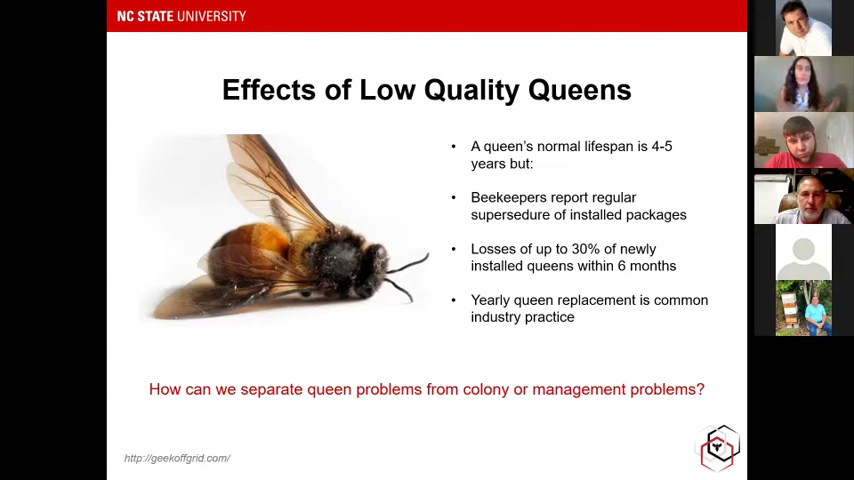 NC STATE UNIVERSITY
Effects of Low Quality Queens
• A queen's normal lifespan is 4-5
years but:
• Beekeepers report regular
supersedure of installed packages
• Losses of up to 30% of newly
installed queens within 6 months
• Yearly queen replacement is common
industry practice
How can we separate queen problems from colony or management problems?
http://geekoffgrid.com/